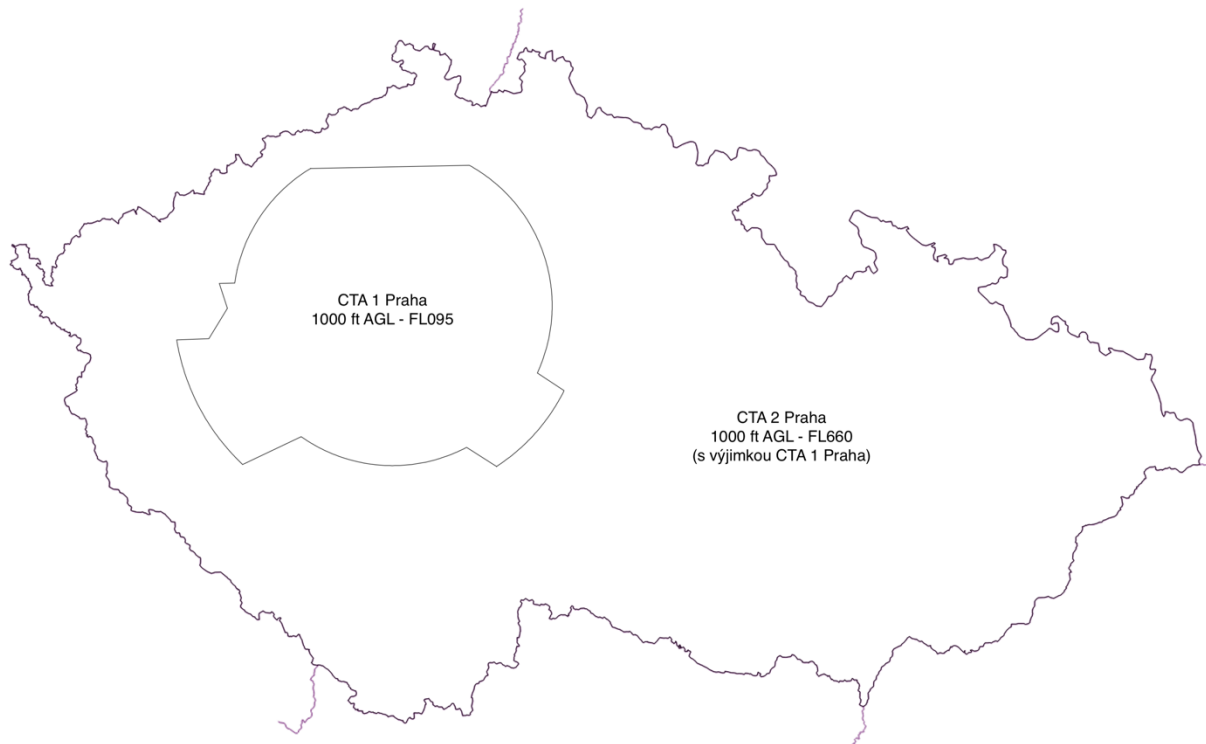 CTA 1 Praha
1000 ft AGL - FL095
CTA 2 Praha
1000 ft AGL - FL660
(s výjimkou CTA 1 Praha)